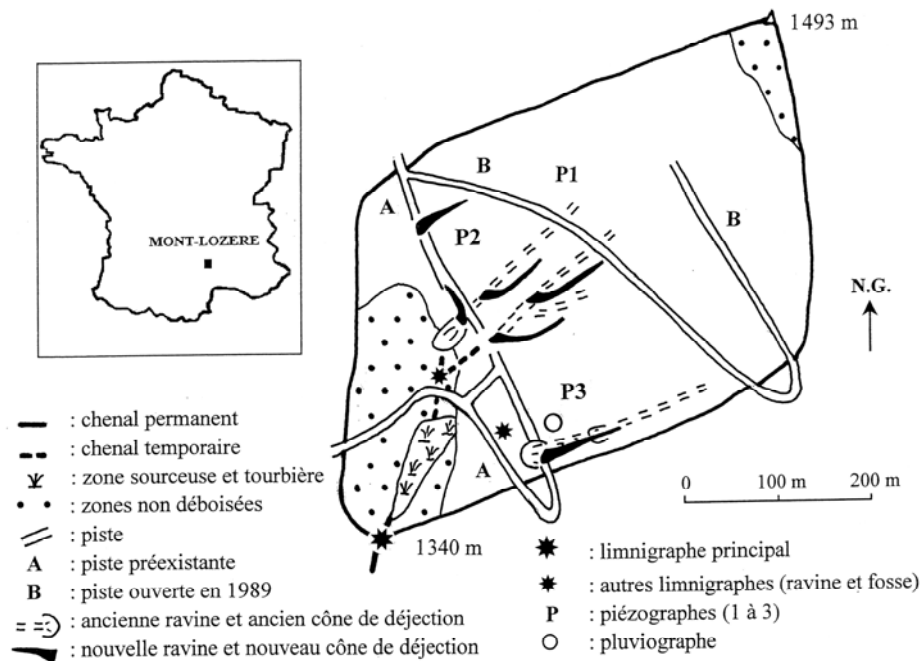 1493 m
MONT-LOZERE
B
P1
A
P2
B
N.G.
P3
A
0 100 m 200 m
1340 m
: chenal permanent
: chenal temporaire
: zone sourceuse et tourbière
: zones non déboisées
: piste
A : piste préexistante
B : piste ouverte en 1989
: ancienne ravine et ancien cône de déjection
: nouvelle ravine et nouveau cône de déjection
: limnigraphe principal
: autres limnigraphes (ravine et fosse)
P : piézographes (1 à 3)
: pluviographe